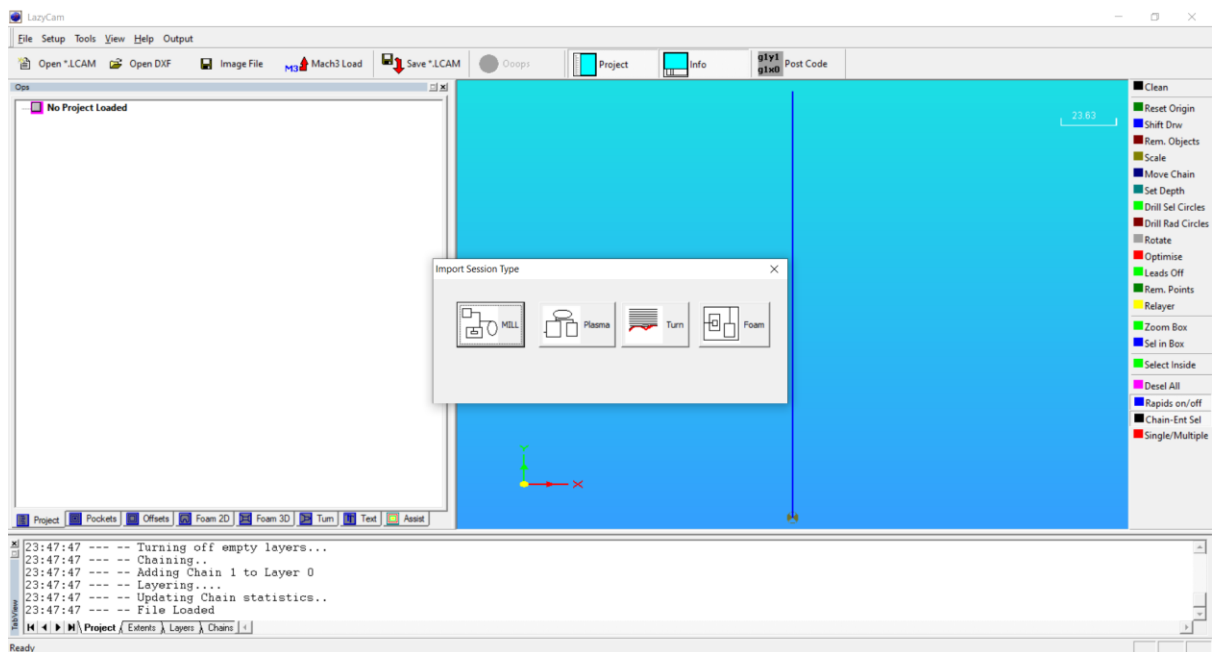 LazyCam
File Setup Tools View Help Output
Open *.LCAM Open DXF Image File M3 Mach3 Load Save *.LCAM Ooops Project Info g1y1 g1x0 Post Code
Ops
No Project Loaded
23.63
Import Session Type
MILL Plasma Turn Foam
Y
X
Clean
Reset Origin
Shift Drw
Rem. Objects
Scale
Move Chain
Set Depth
Drill Sel Circles
Drill Rad Circles
Rotate
Optimise
Leads Off
Rem. Points
Relayer
Zoom Box
Sel in Box
Select Inside
Desel All
Rapids on/off
Chain-Ent Sel
Single/Multiple
Project Pockets Offsets Foam 2D Foam 3D Turn Text Assist
23:47:47 --- -- Turning off empty layers...
23:47:47 --- -- Chaining..
23:47:47 --- -- Adding Chain 1 to Layer 0
23:47:47 --- -- Layering....
23:47:47 --- -- Updating Chain statistics..
23:47:47 --- -- File Loaded
TabView
Project Extents Layers Chains
Ready